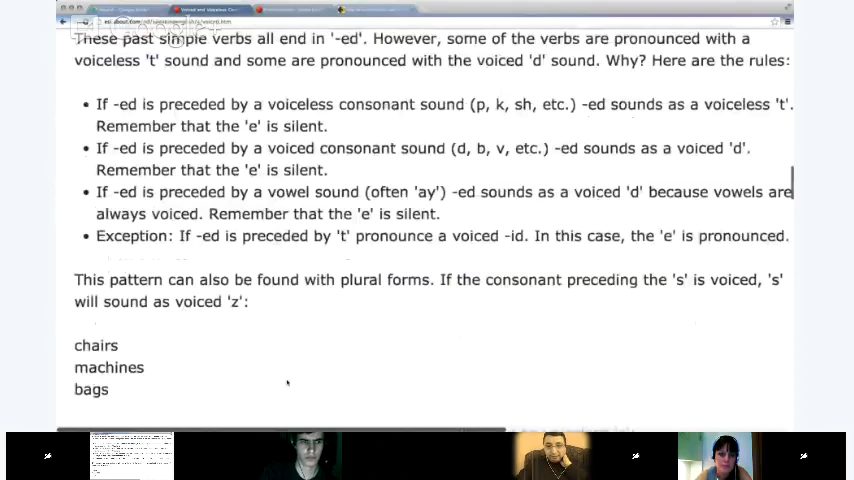 Voiced and Voiceless Con
These past simple verbs all end in '-ed'. However, some of the verbs are pronounced with a
voiceless 't' sound and some are pronounced with the voiced 'd' sound. Why? Here are the rules:
If -ed is preceded by a voiceless consonant sound (p, k, sh, etc.) -ed sounds as a voiceless 't'.
Remember that the 'e' is silent.
If -ed is preceded by a voiced consonant sound (d, b, v, etc.) -ed sounds as a voiced 'd'.
Remember that the 'e' is silent.
If -ed is preceded by a vowel sound (often 'ay') -ed sounds as a voiced 'd' because vowels are
always voiced. Remember that the 'e' is silent.
Exception: If -ed is preceded by 't' pronounce a voiced -id. In this case, the 'e' is pronounced.
This pattern can also be found with plural forms. If the consonant preceding the 's' is voiced, 's'
will sound as voiced 'z':
chairs
machines
bags